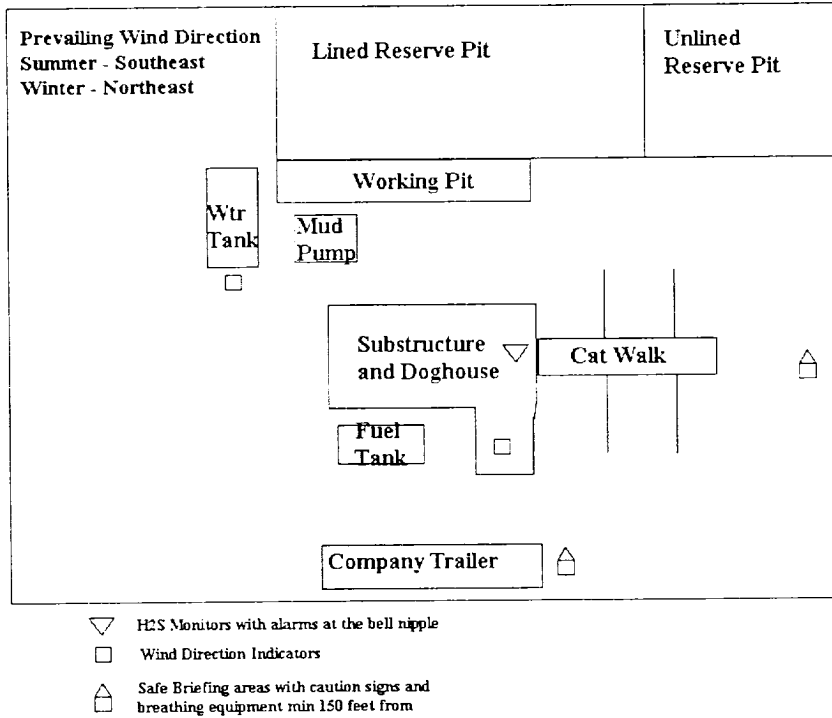 Prevailing Wind Direction
Summer - Southeast
Winter - Northeast
Lined Reserve Pit
Unlined
Reserve Pit
Working Pit
Wtr
Tank
Mud
Pump
Substructure
and Doghouse
Cat Walk
Fuel
Tank
Company Trailer
H2S Monitors with alarms at the bell nipple
Wind Direction Indicators
Safe Briefing areas with caution signs and
breathing equipment min 150 feet from